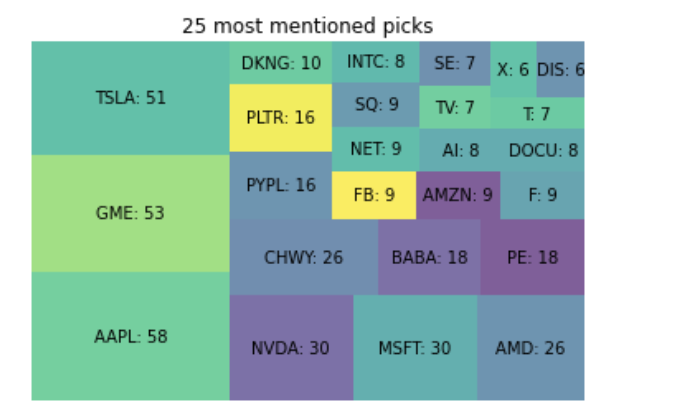 25 most mentioned picks
DKNG: 10
INTC: 8
SE: 7
X: 6
DIS: 6
TSLA: 51
PLTR: 16
SQ: 9
TV: 7
T: 7
NET: 9
AI: 8
DOCU: 8
GME: 53
PYPL: 16
FB: 9
AMZN: 9
F: 9
CHWY: 26
BABA: 18
PE: 18
AAPL: 58
NVDA: 30
MSFT: 30
AMD: 26